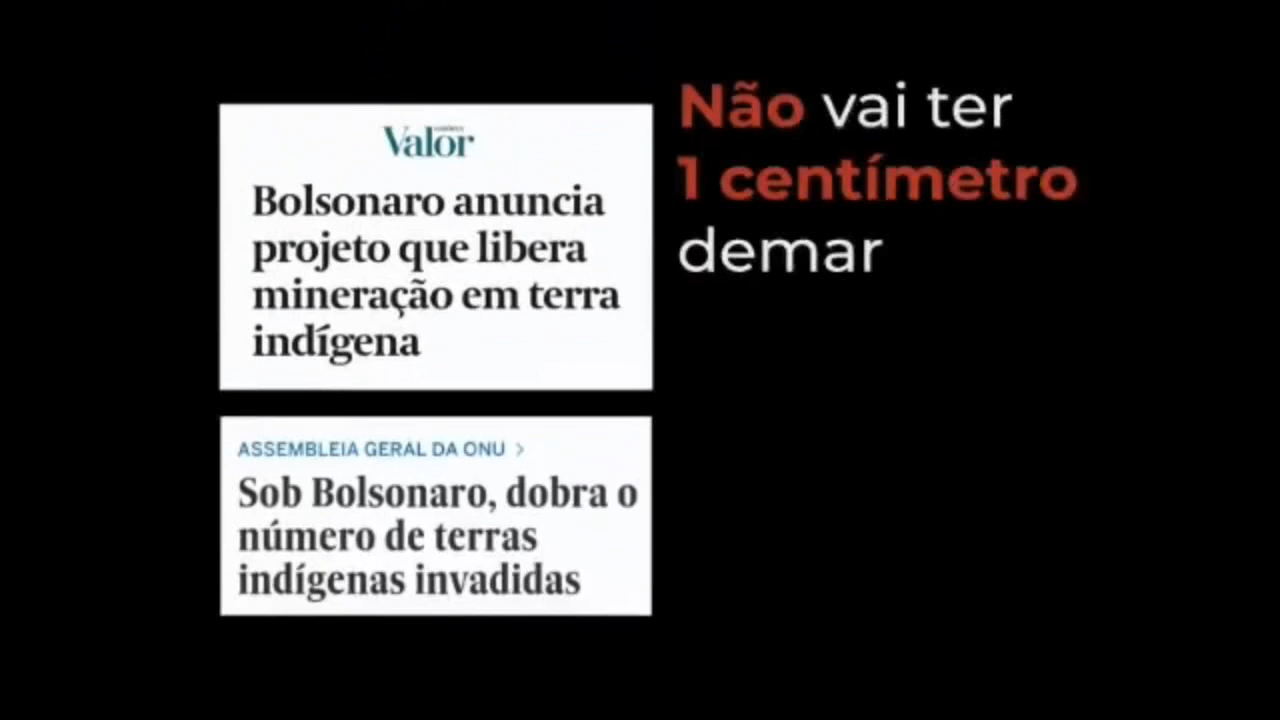 Valor
Bolsonaro anuncia
projeto que libera
mineração em terra
indígena
ASSEMBLEIA GERAL DA ONU >
Sob Bolsonaro, dobra o
número de terras
indígenas invadidas
Não vai ter
1 centímetro
demar